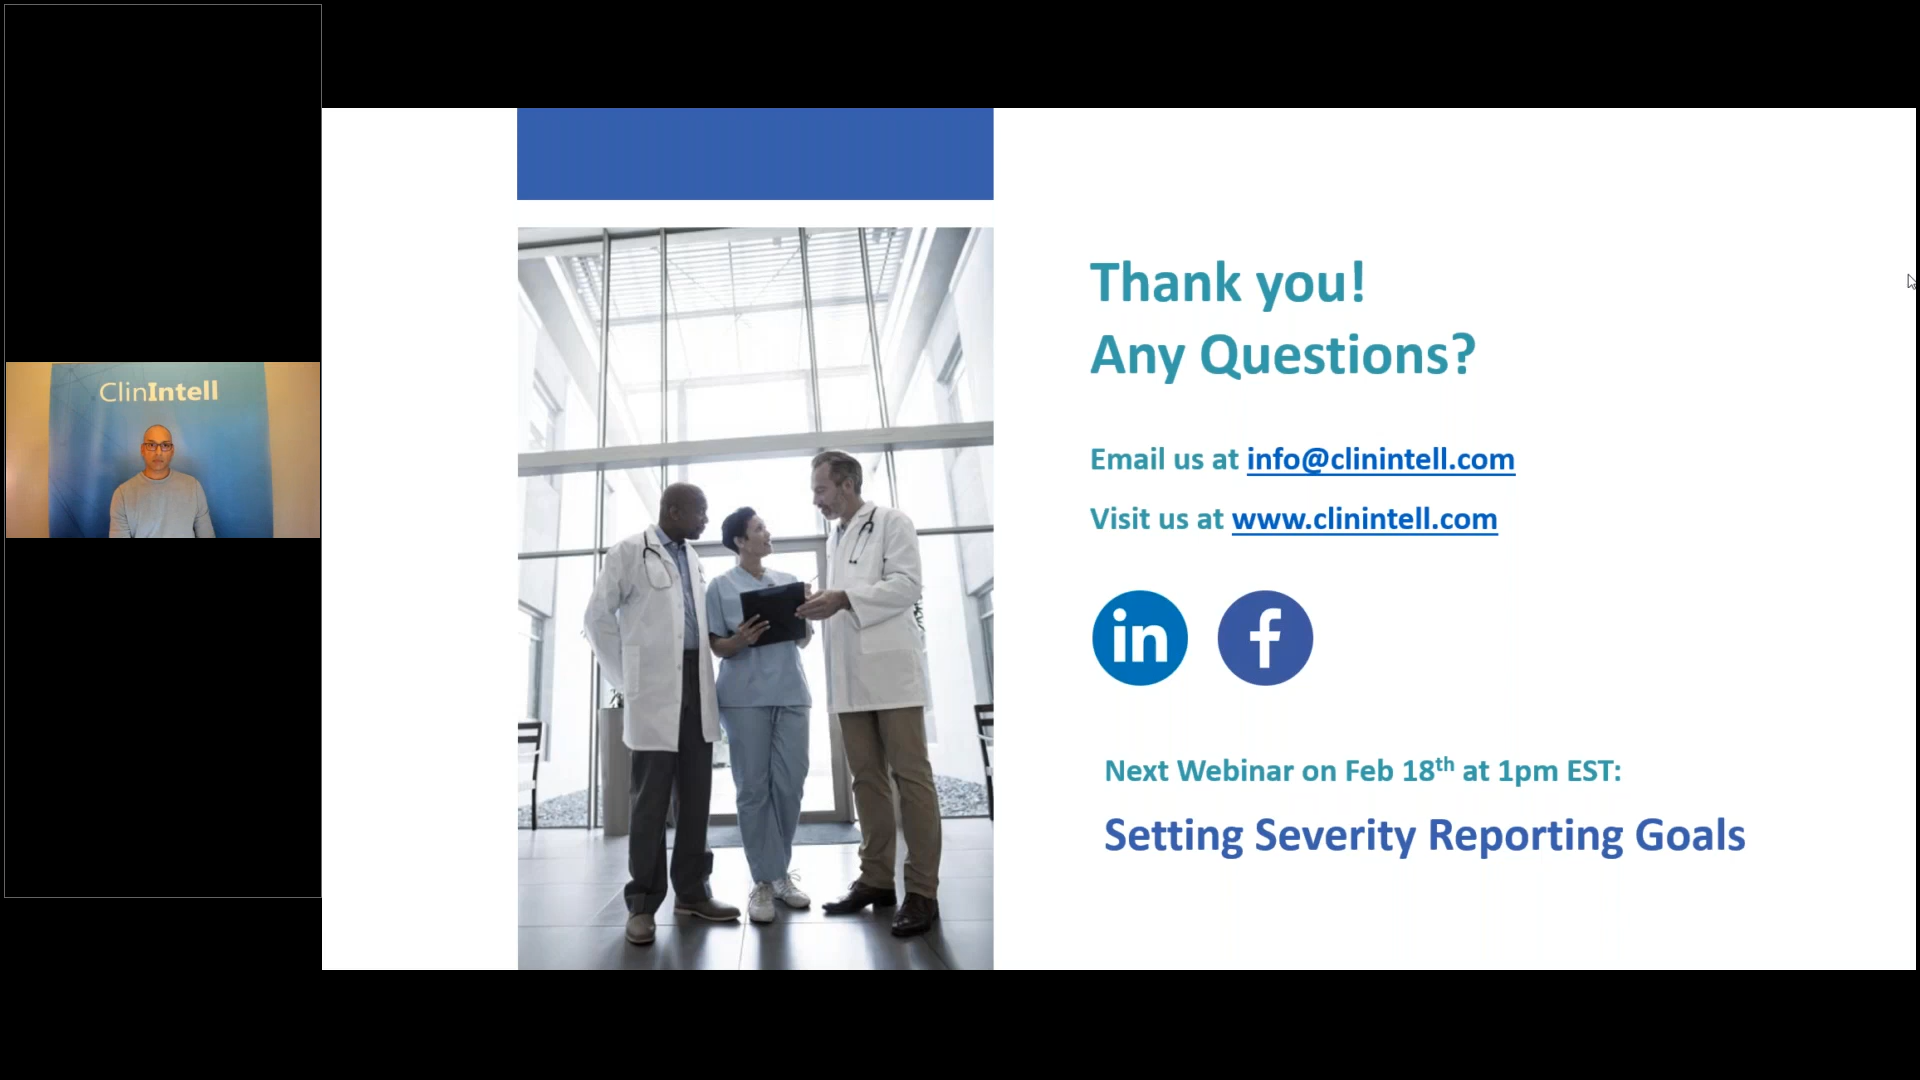 ClinIntell
Thank you!
Any Questions?
Email us at info@clinintell.com
Visit us at www.clinintell.com
in f
Next Webinar on Feb 18th at 1pm EST:
Setting Severity Reporting Goals